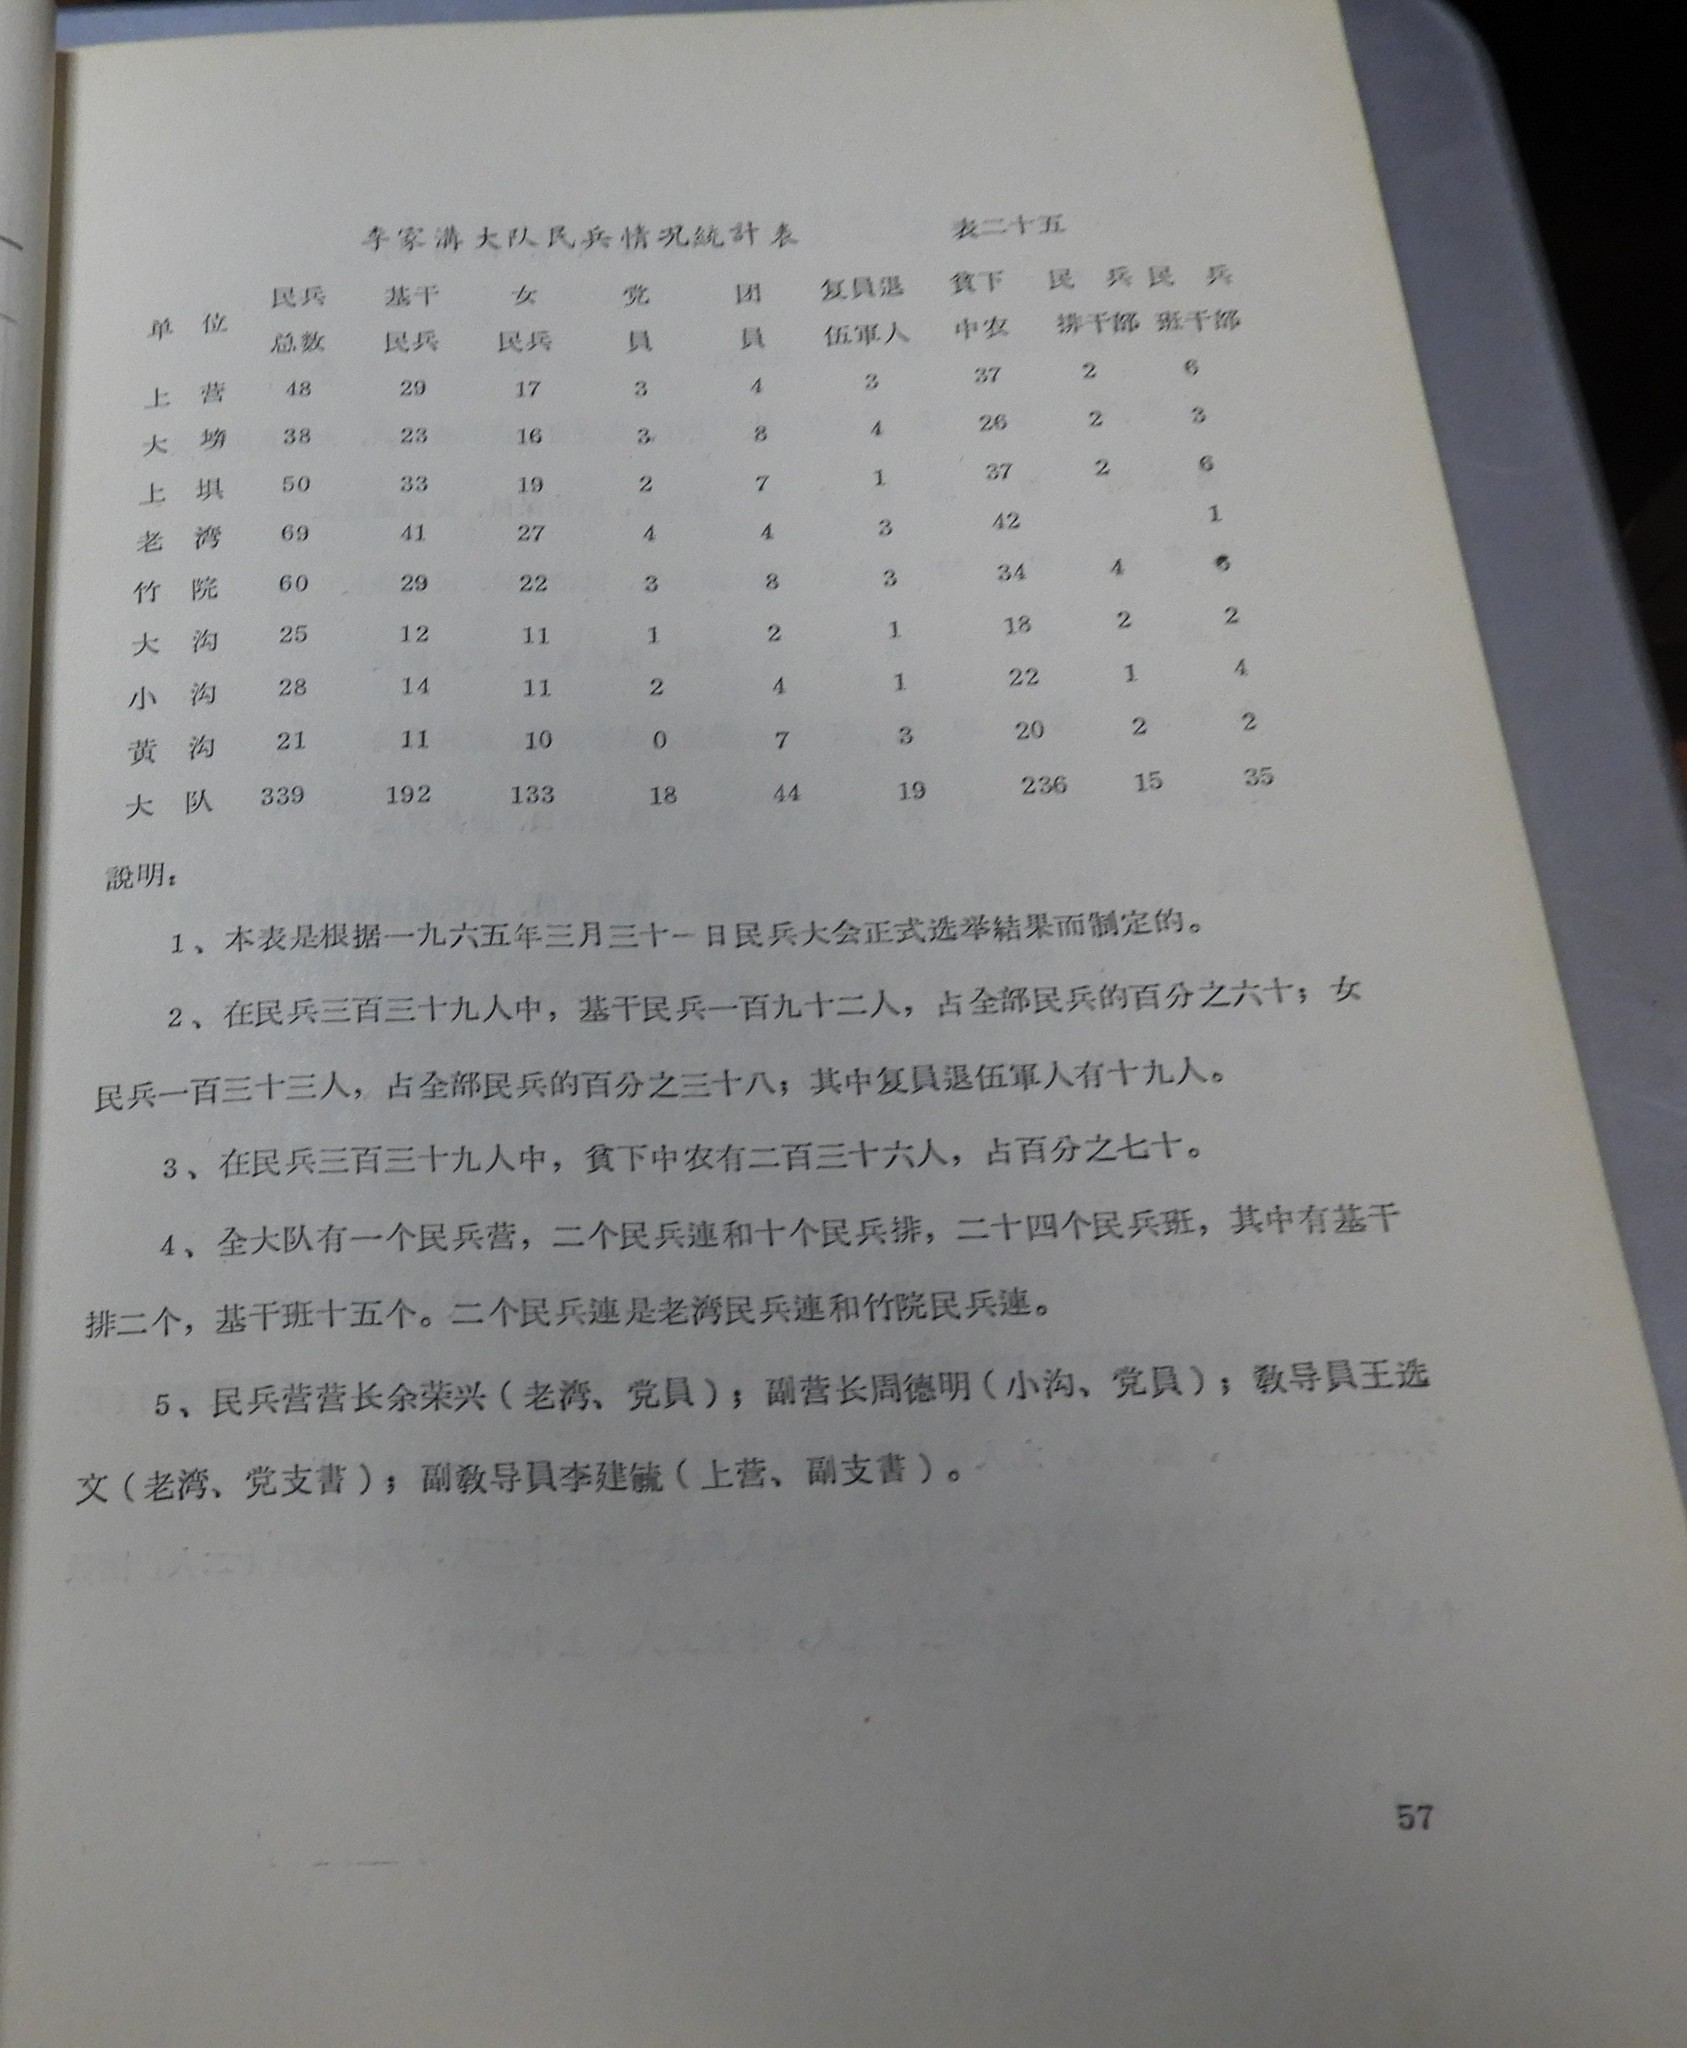 李家溝大队民兵情况統計表 表二十五
单位 民兵总数 基干民兵 女民兵 党員 团員 复員退伍軍人 貧下中农 民兵排干部 民兵班干部
上营 48 29 17 3 4 3 37 2 6
大塝 38 23 16 3 8 4 26 2 3
上埧 50 33 19 2 7 1 37 2 6
老湾 69 41 27 4 4 3 42 1
竹院 60 29 22 3 8 3 34 4
大沟 25 12 11 1 2 1 18 2 2
小沟 28 14 11 2 4 1 22 1 4
黃沟 21 11 10 0 7 3 20 2 2
大队 339 192 133 18 44 19 236 15 35
說明：
1、本表是根据一九六五年三月三十一日民兵大会正式选举結果而制定的。
2、在民兵三百三十九人中，基干民兵一百九十二人，占全部民兵的百分之六十；女
民兵一百三十三人，占全部民兵的百分之三十八；其中复員退伍軍人有十九人。
3、在民兵三百三十九人中，貧下中农有二百三十六人，占百分之七十。
4、全大队有一个民兵营，二个民兵連和十个民兵排，二十四个民兵班，其中有基干
排二个，基干班十五个。二个民兵連是老湾民兵連和竹院民兵連。
5、民兵营营长余荣兴（老湾、党員）；副营长周德明（小沟、党員）；敎导員王选
文（老湾、党支書）；副敎导員李建毓（上营、副支書）。
57